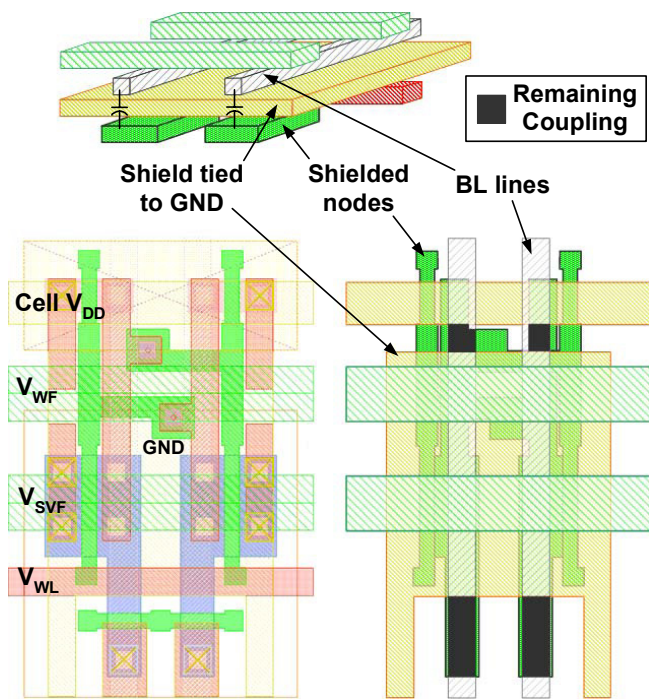 Remaining
Coupling
Shield tied
to GND
Shielded
nodes
BL lines
Cell VDD
VWF
GND
VSVF
VWL